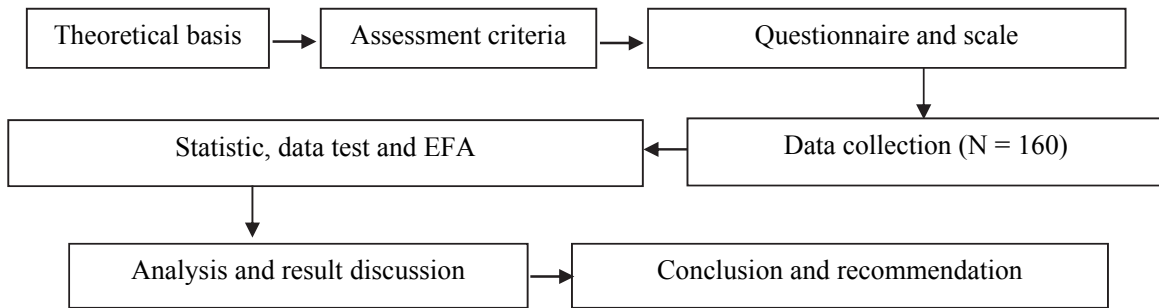 Theoretical basis
Assessment criteria
Questionnaire and scale
Data collection (N = 160)
Statistic, data test and EFA
Analysis and result discussion
Conclusion and recommendation